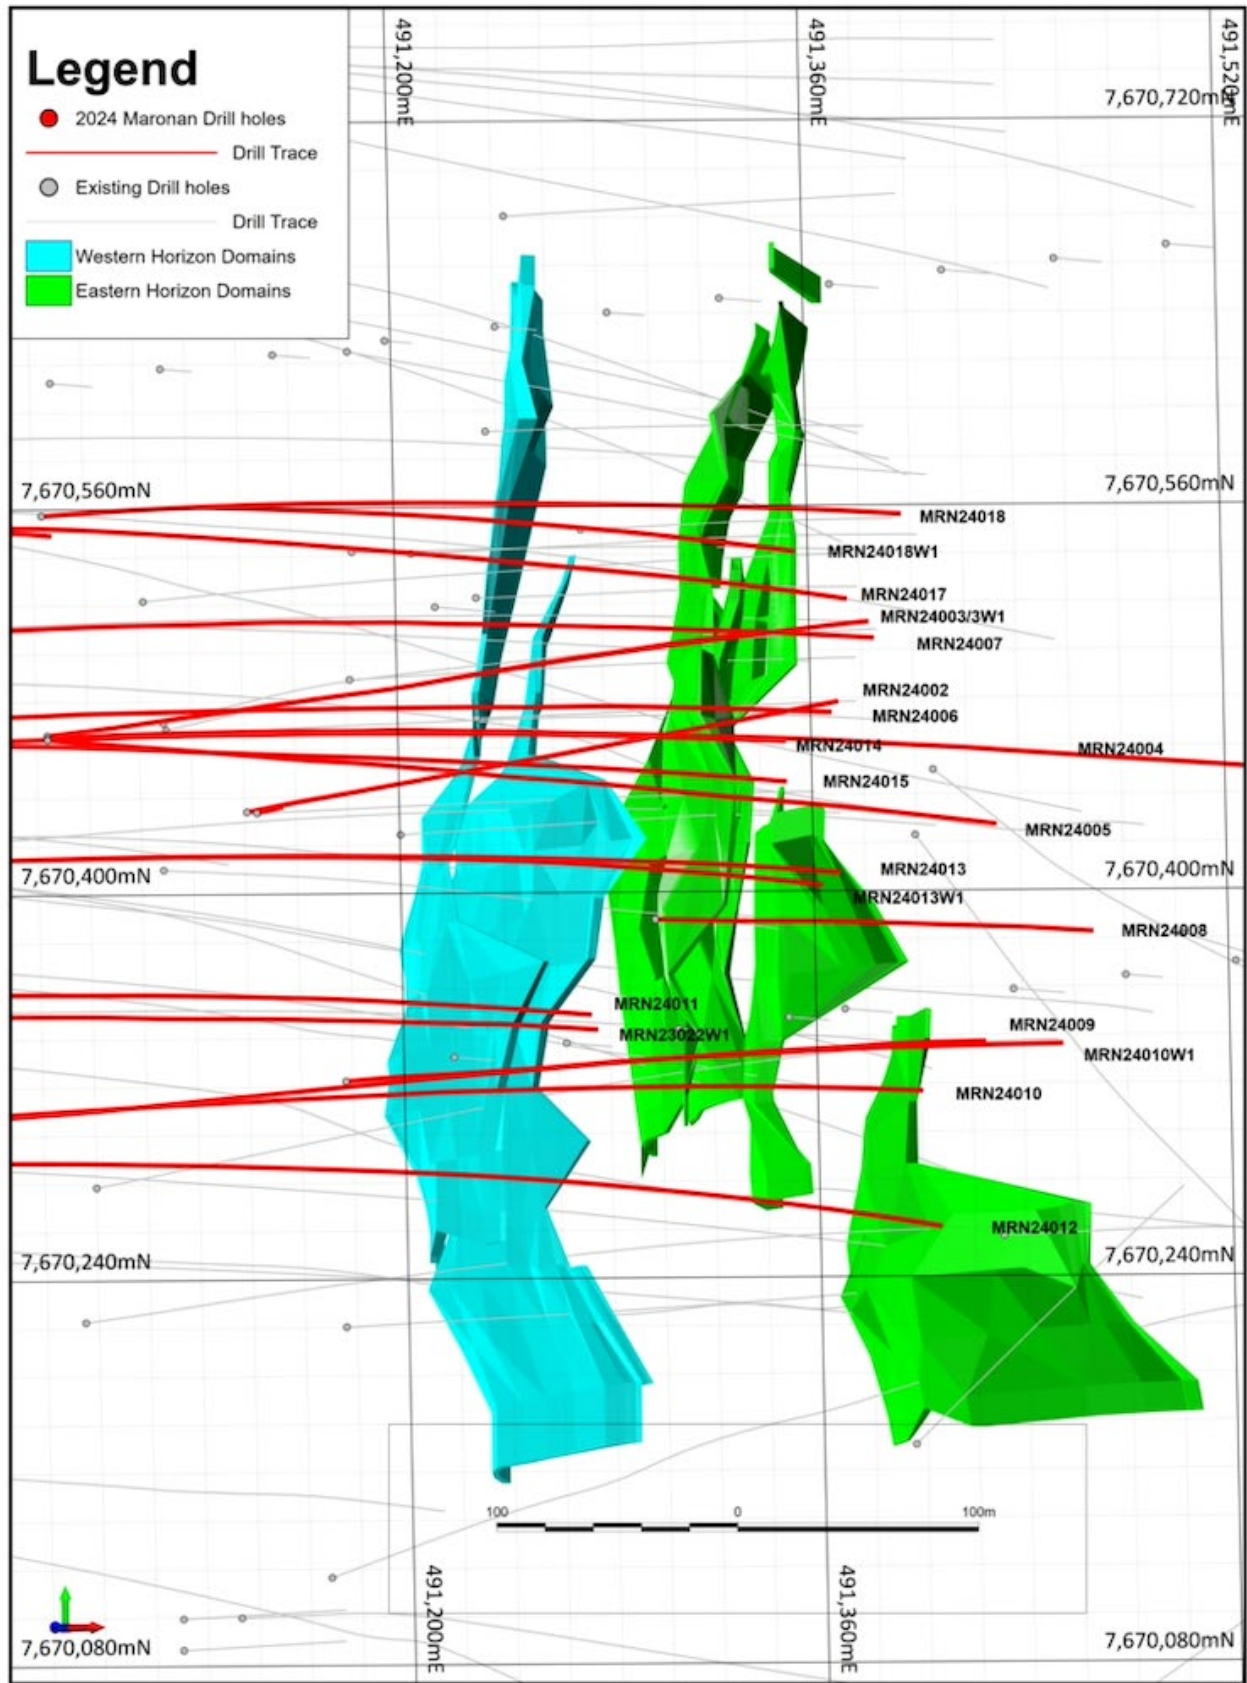 491,200mE
491,360mE
491,520mE
Legend
2024 Maronan Drill holes
Drill Trace
Existing Drill holes
Drill Trace
Western Horizon Domains
Eastern Horizon Domains
7,670,720mN
7,670,560mN
7,670,560mN
MRN24018
MRN24018W1
MRN24017
MRN24003/3W1
MRN24007
MRN24002
MRN24006
MRN24014
MRN24004
MRN24015
MRN24005
7,670,400mN
MRN24013
7,670,400mN
MRN24013W1
MRN24008
MRN24011
MRN24009
MRN23022W1
MRN24010W1
MRN24010
MRN24012
7,670,240mN
7,670,240mN
100
0
100m
491,200mE
491,360mE
7,670,080mN
7,670,080mN